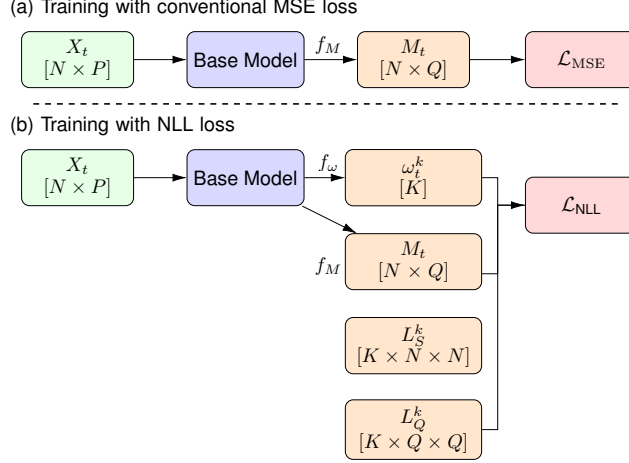 (a) Training with conventional MSE loss
X_t
[N × P]
Base Model
f_M
M_t
[N × Q]
ℒ_MSE
(b) Training with NLL loss
X_t
[N × P]
Base Model
f_ω
ω_t^k
[K]
ℒ_NLL
f_M
M_t
[N × Q]
L_S^k
[K × N × N]
L_Q^k
[K × Q × Q]